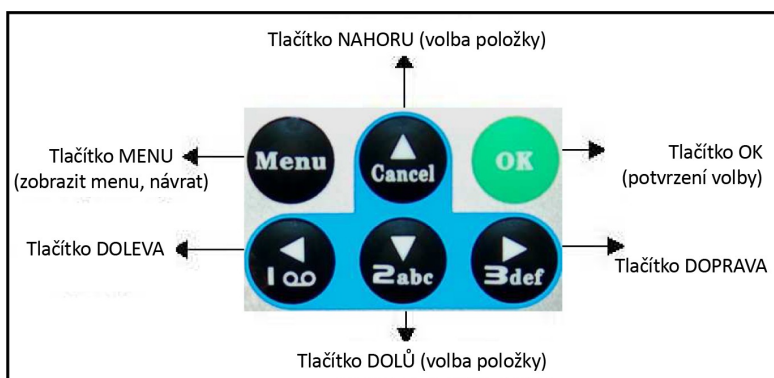 Tlačítko NAHORU (volba položky)
Tlačítko MENU
(zobrazit menu, návrat)
Menu
Cancel
OK
Tlačítko OK
(potvrzení volby)
Tlačítko DOLEVA
1
2abc
3def
Tlačítko DOPRAVA
Tlačítko DOLŮ (volba položky)